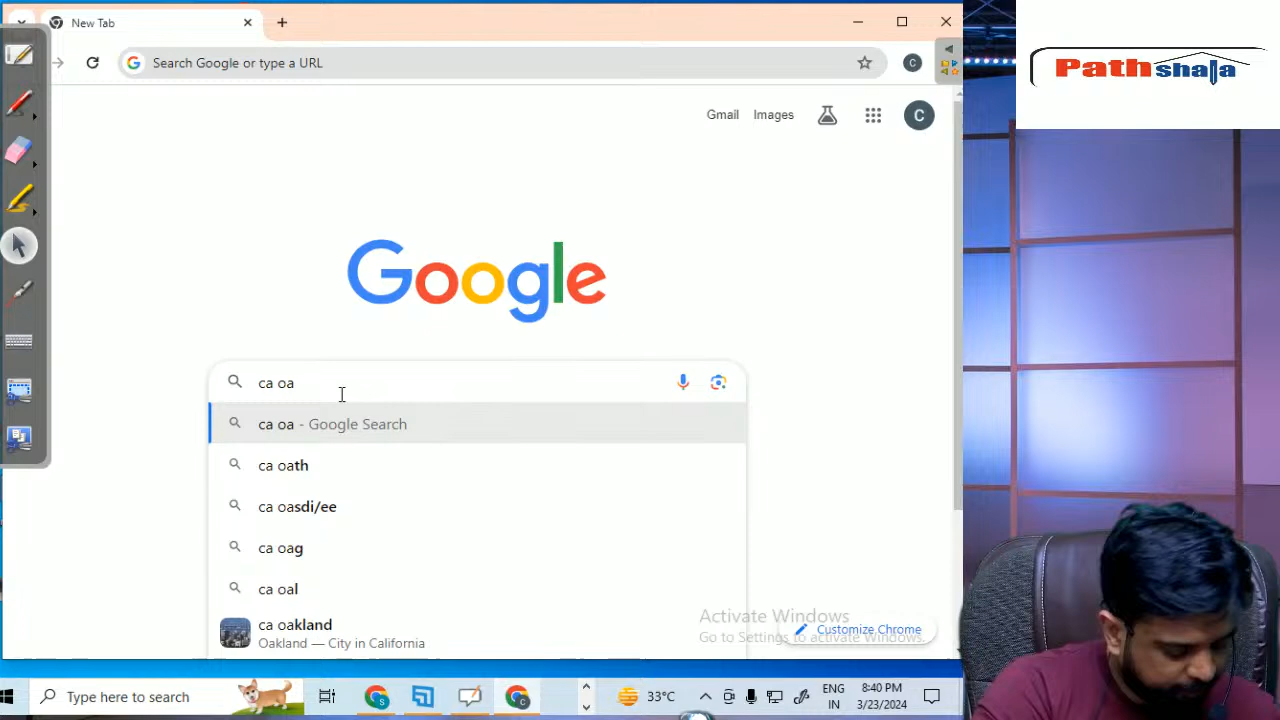 New Tab
Search Google or type a URL
C
Pathshala
Gmail Images
C
Google
ca oa
ca oa - Google Search
ca oath
ca oasdi/ee
ca oag
ca oal
ca oakland
Oakland — City in California
Activate Windows
Go to Settings to activate Windows.
Customize Chrome
Type here to search
S
C
33°C
ENG
IN
8:40 PM
3/23/2024